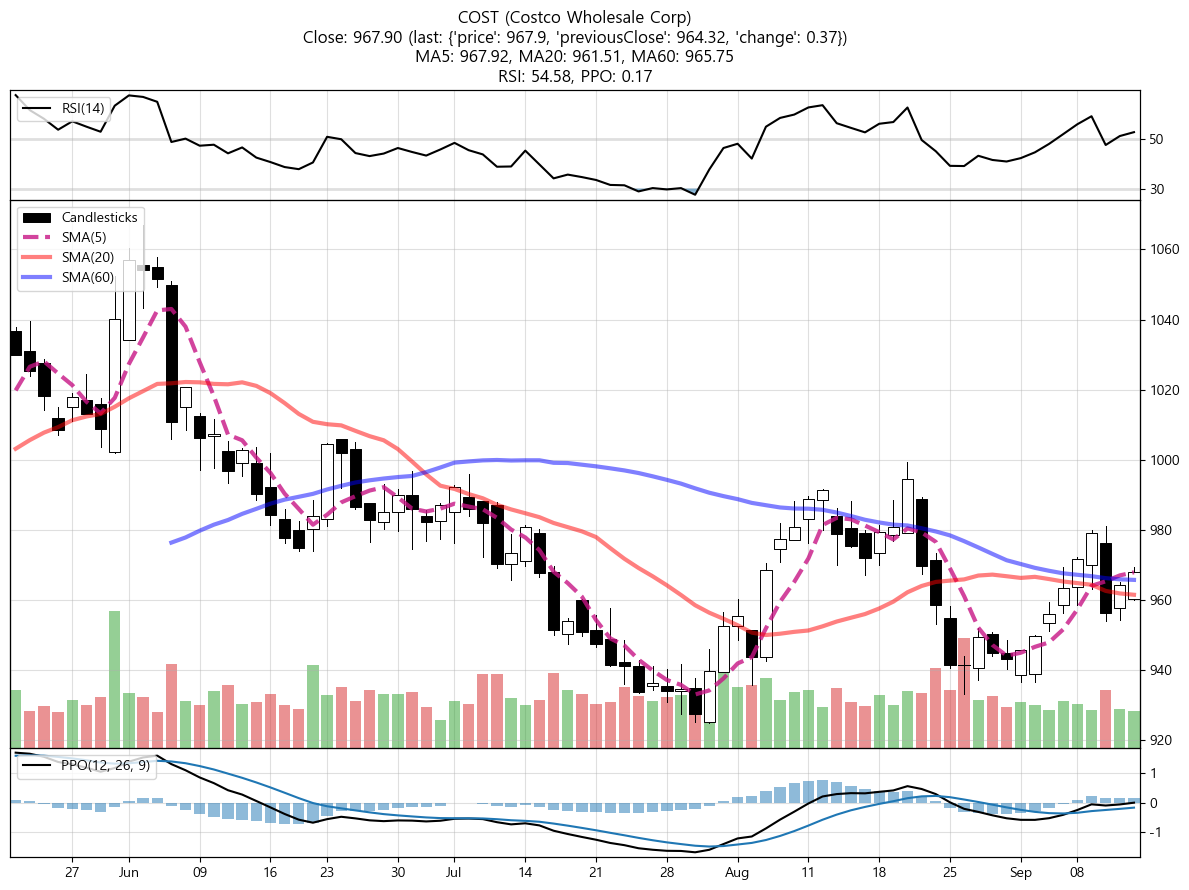 COST (Costco Wholesale Corp)
Close: 967.90 (last: {'price': 967.9, 'previousClose': 964.32, 'change': 0.37})
MA5: 967.92, MA20: 961.51, MA60: 965.75
RSI: 54.58, PPO: 0.17
RSI(14)
50
30
Candlesticks
SMA(5)
SMA(20)
SMA(60)
1060
1040
1020
1000
980
960
940
920
PPO(12, 26, 9)
1
0
-1
27 Jun 09 16 23 30 Jul 14 21 28 Aug 11 18 25 Sep 08